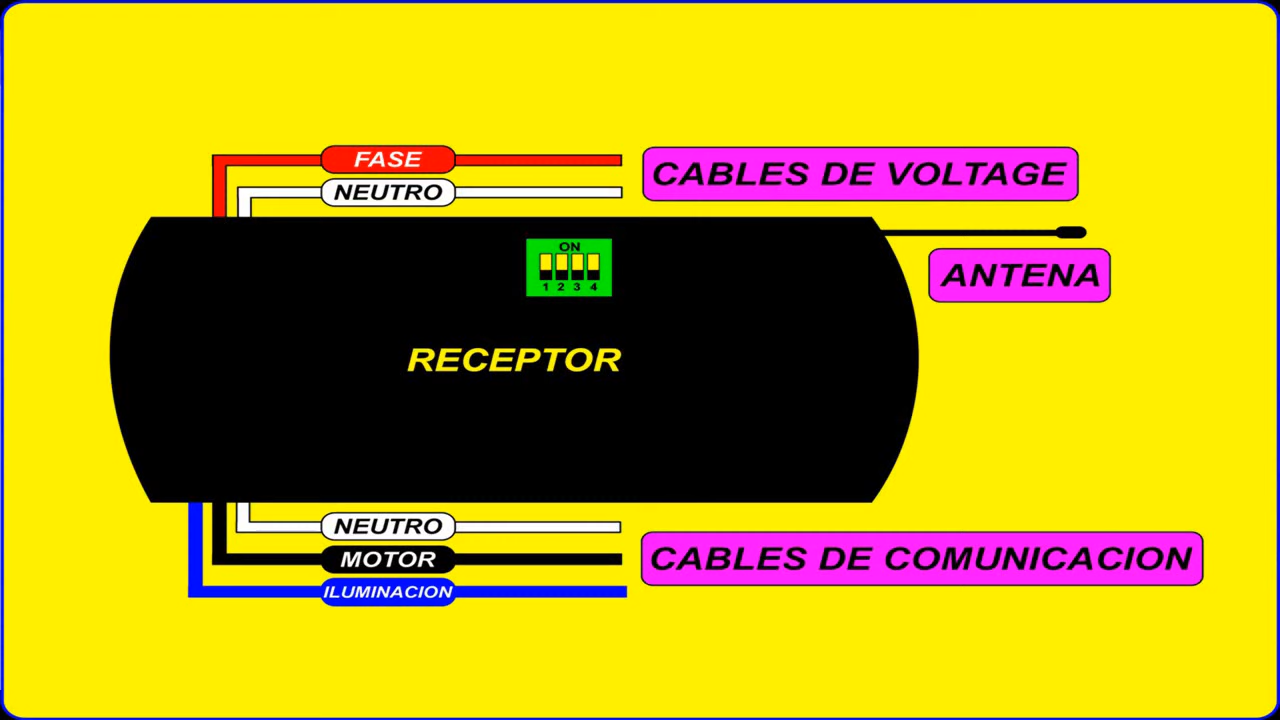 FASE
CABLES DE VOLTAGE
NEUTRO
ON
1 2 3 4
ANTENA
RECEPTOR
NEUTRO
MOTOR
CABLES DE COMUNICACION
ILUMINACION